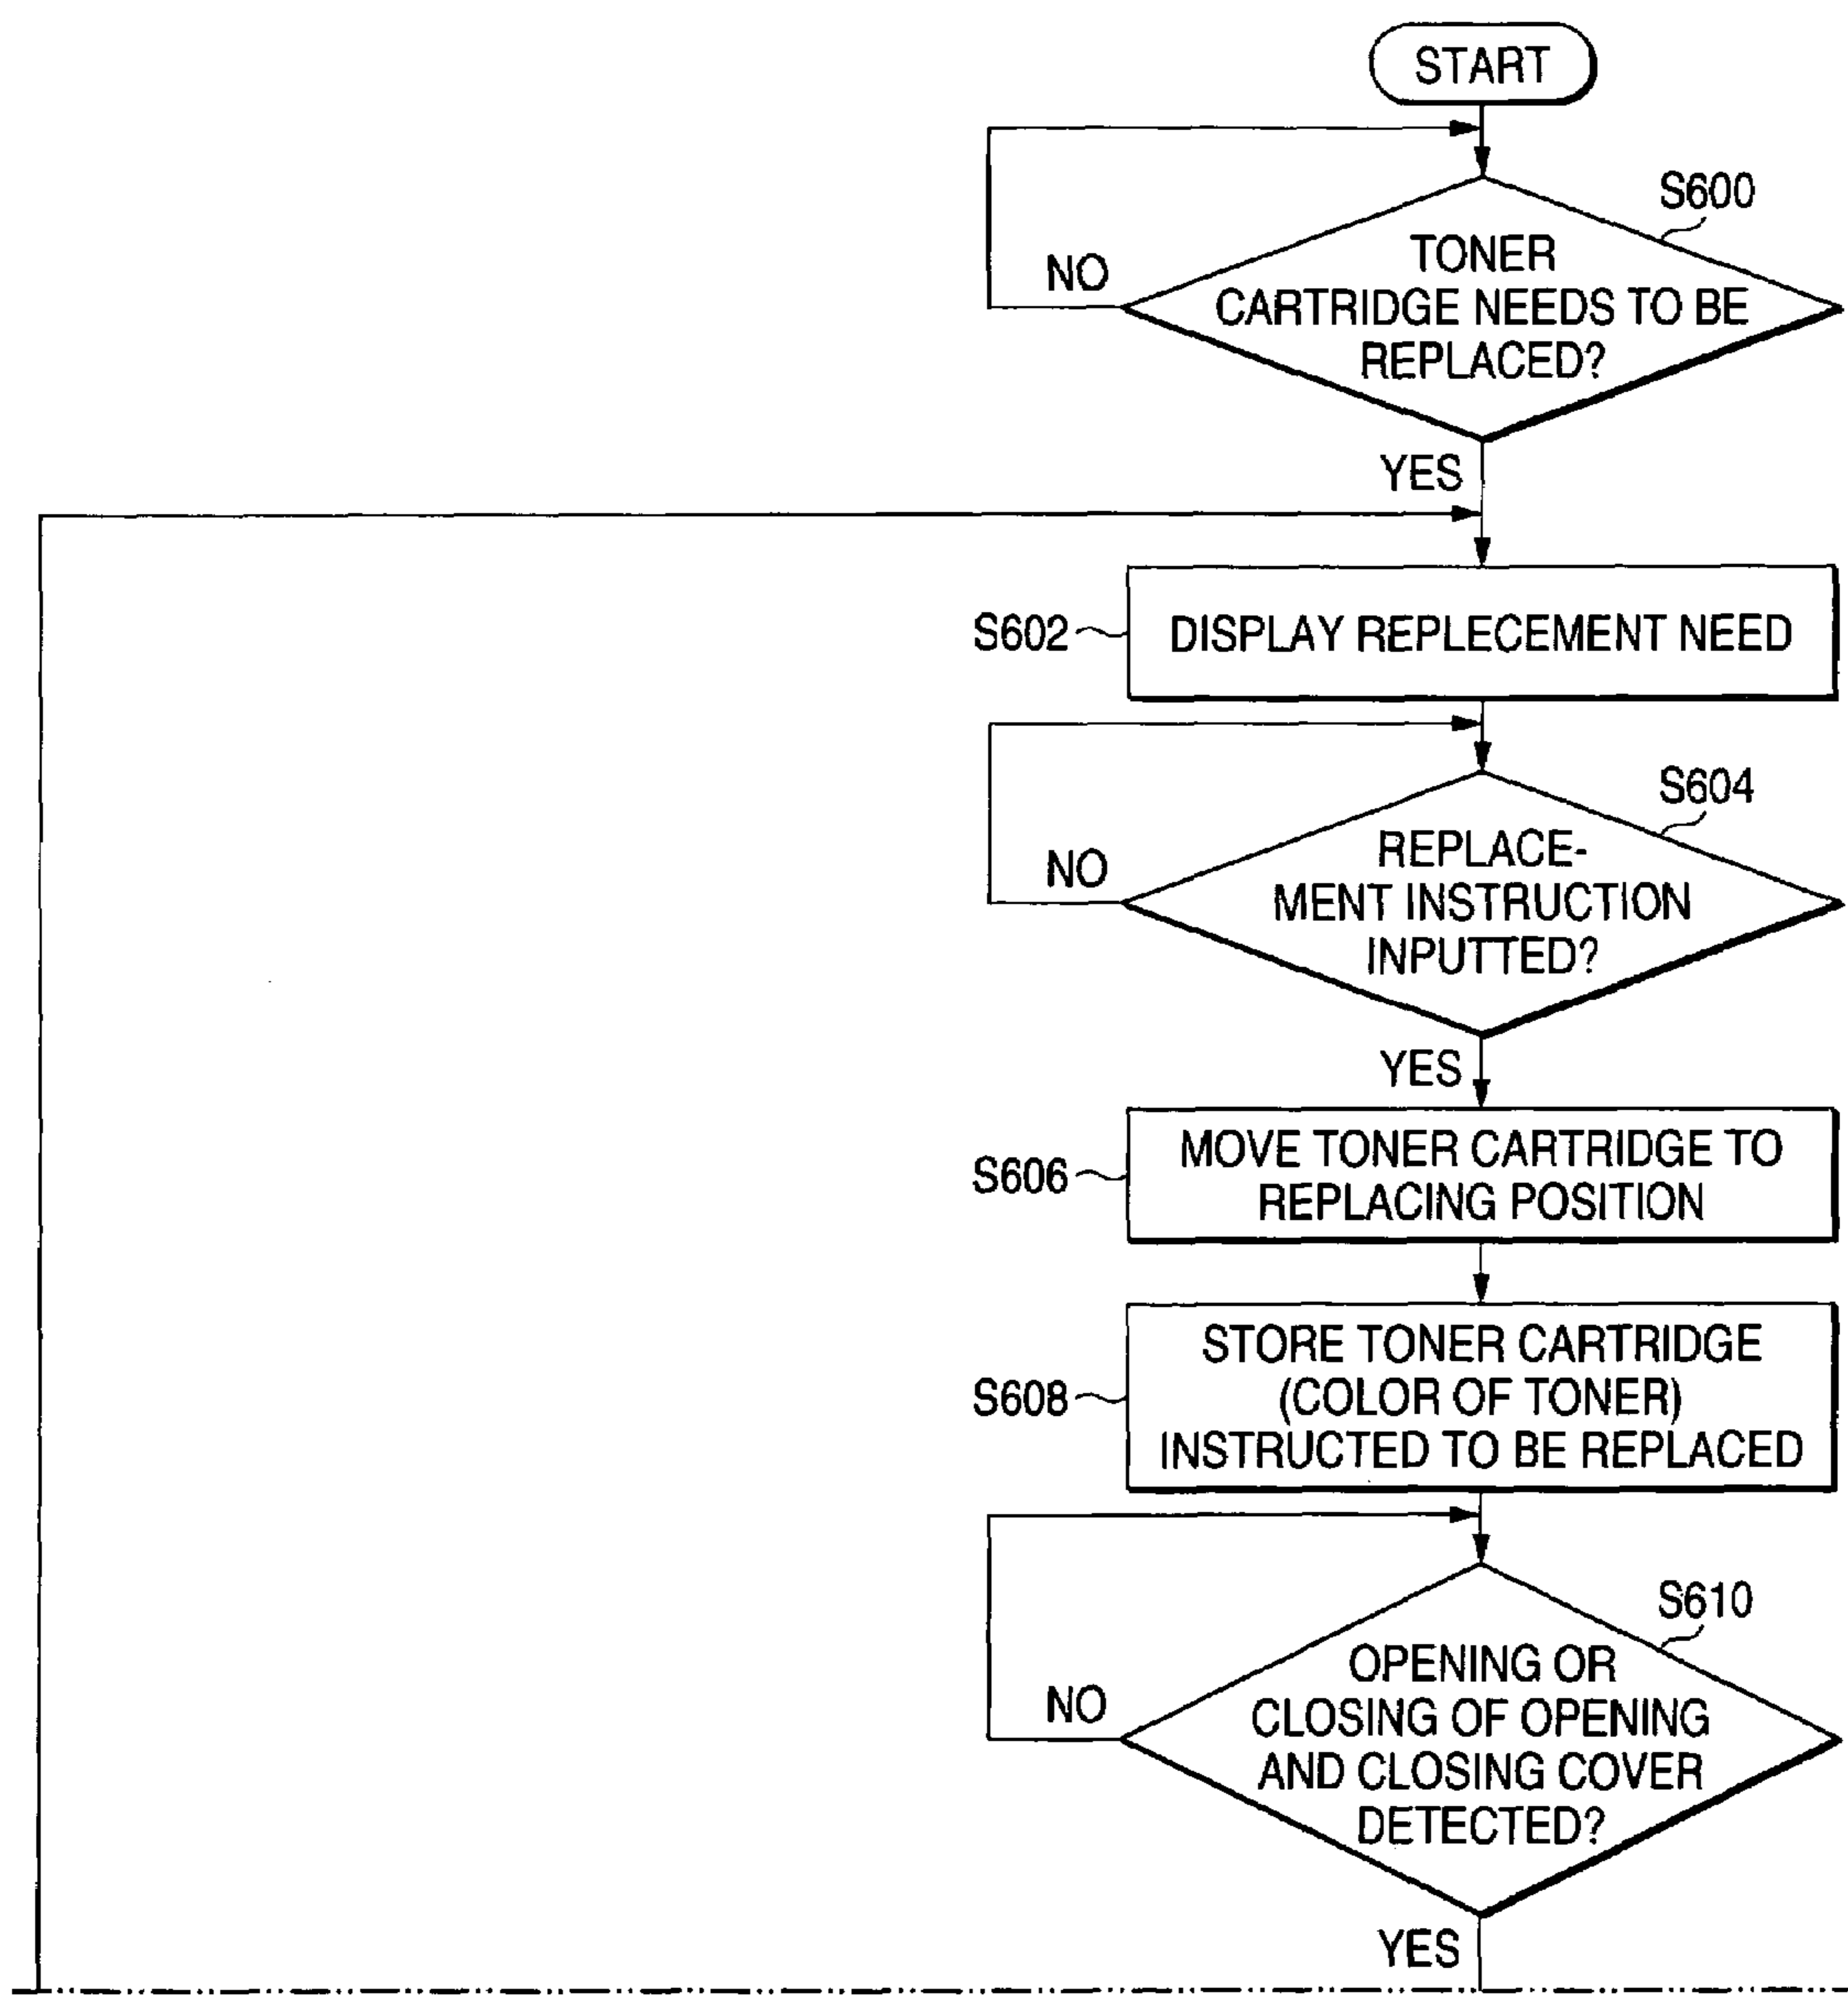 START
S600
TONER
CARTRIDGE NEEDS TO BE
REPLACED?
NO
YES
S602
DISPLAY REPLECEMENT NEED
S604
REPLACE-
MENT INSTRUCTION
INPUTTED?
NO
YES
S606
MOVE TONER CARTRIDGE TO
REPLACING POSITION
S608
STORE TONER CARTRIDGE
(COLOR OF TONER)
INSTRUCTED TO BE REPLACED
S610
OPENING OR
CLOSING OF OPENING
AND CLOSING COVER
DETECTED?
NO
YES